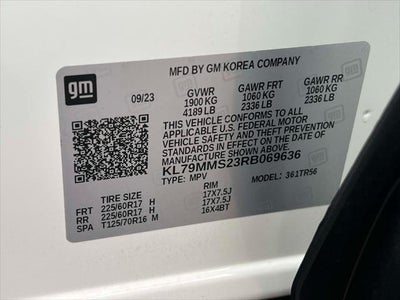 MFD BY GM KOREA COMPANY
gm
09/23
GVWR GAWR FRT GAWR RR
1900 KG 1060 KG 1060 KG
4189 LB 2336 LB 2336 LB
THIS VEHICLE CONFORMS TO ALL
APPLICABLE U.S. FEDERAL MOTOR
VEHICLE SAFETY STANDARDS
IN EFFECT ON THE DATE OF
MANUFACTURE SHOWN ABOVE.
KL79MMS23RB069636
TYPE: MPV MODEL: 361TR56
TIRE SIZE RIM
FRT 225/60R17 H 17X7.5J
RR 225/60R17 H 17X7.5J
SPA T125/70R16 M 16X4BT